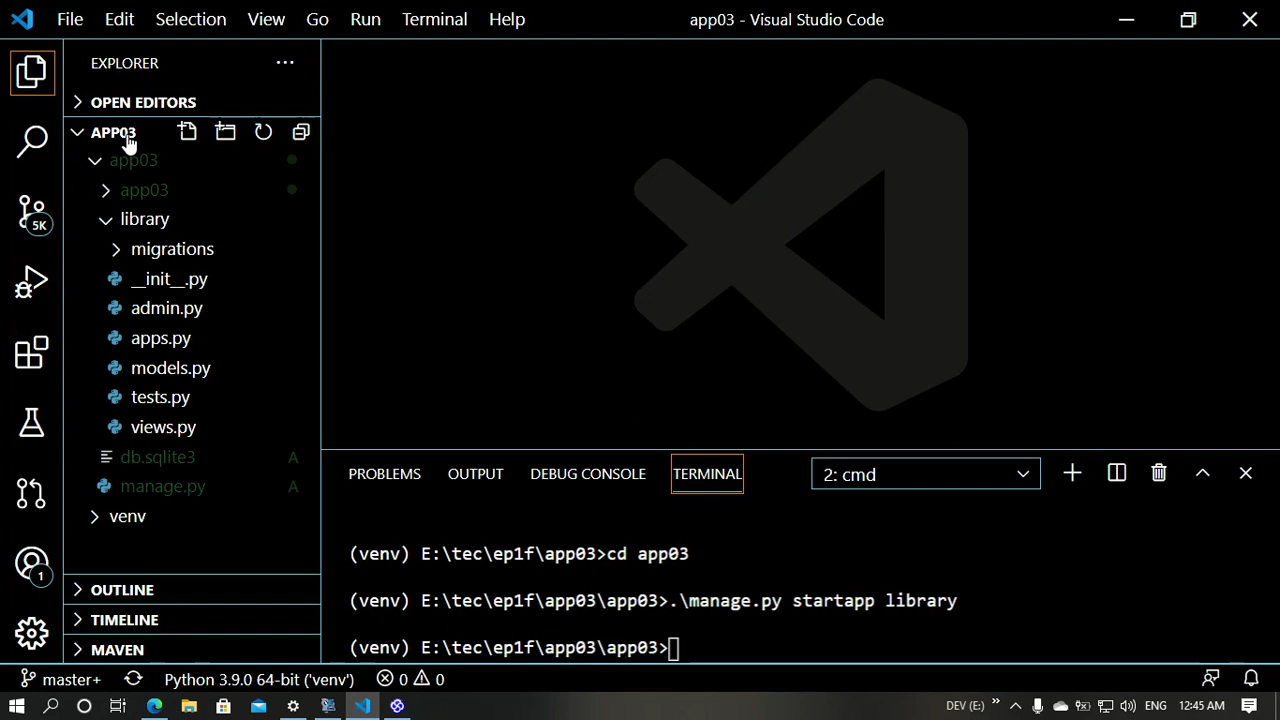 File Edit Selection View Go Run Terminal Help app03 - Visual Studio Code
EXPLORER
OPEN EDITORS
APP03
app03
app03
library
migrations
__init__.py
admin.py
apps.py
models.py
tests.py
views.py
db.sqlite3 A
manage.py A
venv
OUTLINE
TIMELINE
MAVEN
5K
1
PROBLEMS OUTPUT DEBUG CONSOLE TERMINAL 2: cmd
(venv) E:\tec\ep1f\app03>cd app03
(venv) E:\tec\ep1f\app03\app03>.\manage.py startapp library
(venv) E:\tec\ep1f\app03\app03>
master+ Python 3.9.0 64-bit ('venv') 0 0
DEV (E:) ENG 12:45 AM